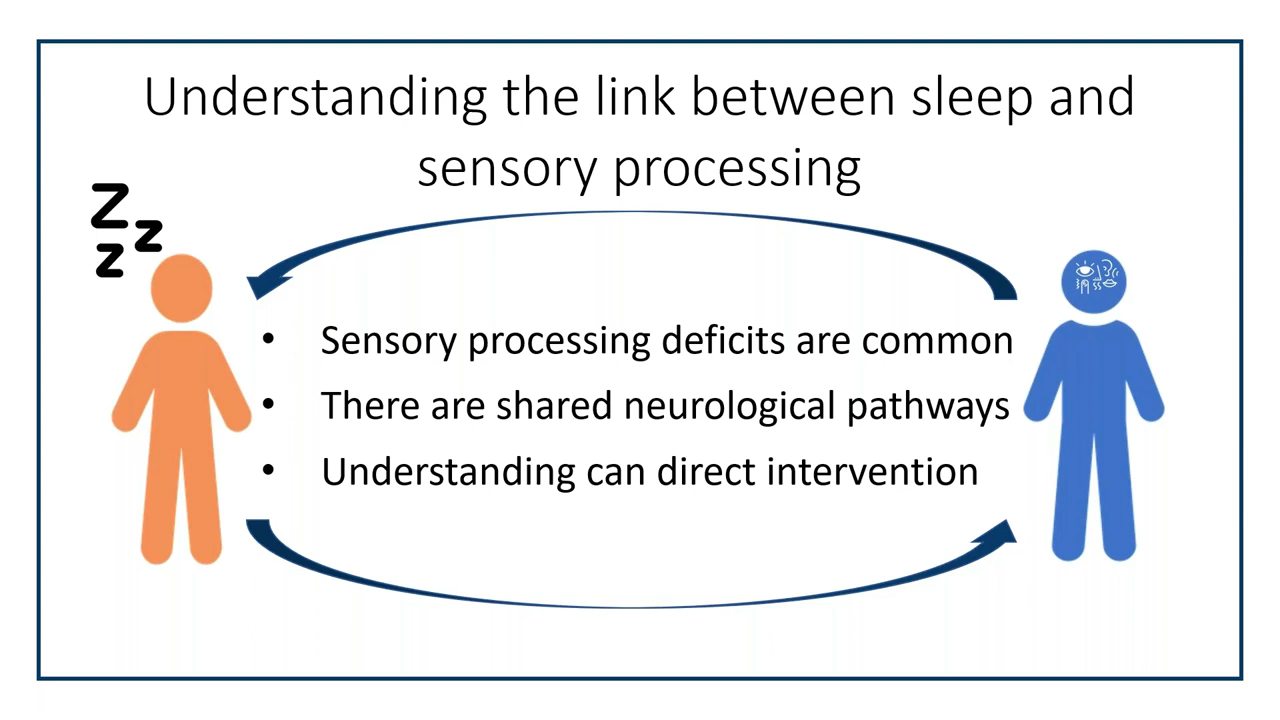 Understanding the link between sleep and
sensory processing
Z
z
z
• Sensory processing deficits are common
• There are shared neurological pathways
• Understanding can direct intervention